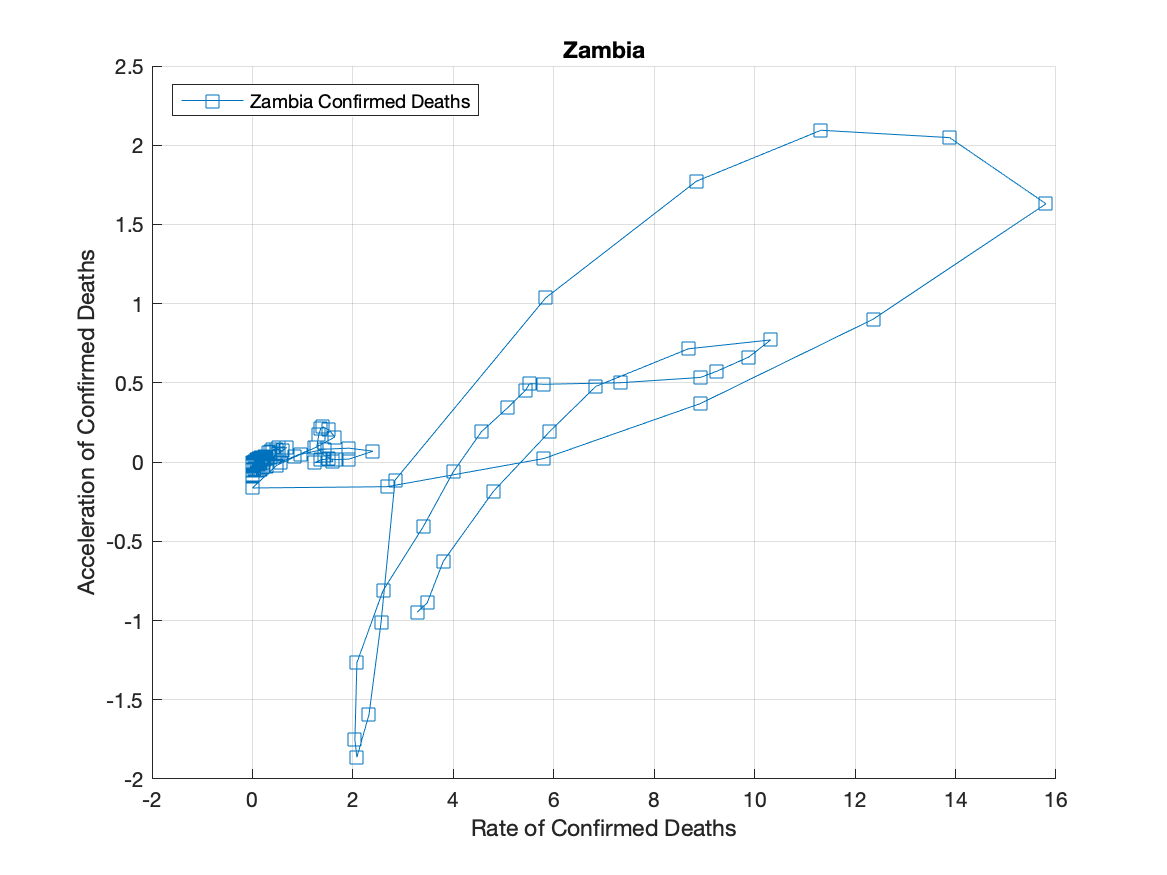 Zambia
Zambia Confirmed Deaths
Acceleration of Confirmed Deaths
2.5
2
1.5
1
0.5
0
-0.5
-1
-1.5
-2
-2 0 2 4 6 8 10 12 14 16
Rate of Confirmed Deaths